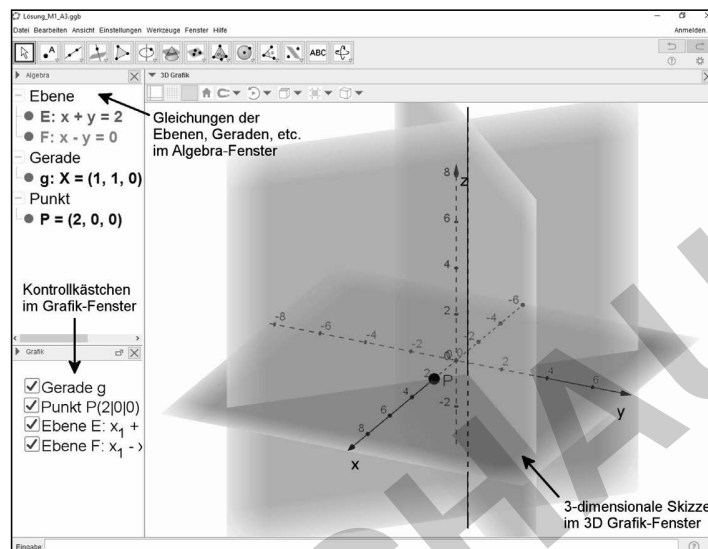 Lösung_M1_A3.ggb
Datei Bearbeiten Ansicht Einstellungen Werkzeuge Fenster Hilfe
Anmelden
ABC
Algebra
3D Grafik
Ebene
E: x + y = 2
F: x - y = 0
Gerade
g: X = (1, 1, 0)
Punkt
P = (2, 0, 0)
Gleichungen der
Ebenen, Geraden, etc.
im Algebra-Fenster
Kontrollkästchen
im Grafik-Fenster
Grafik
Gerade g
Punkt P(2|0|0)
Ebene E: x₁ +
Ebene F: x₁ - x
8
z
6
4
2
0
-2
-8
-6
-4
-2
0
2
4
6
y
-6
-4
-2
2
4
6
8
x
P
3-dimensionale Skizze
im 3D Grafik-Fenster
Eingabe: